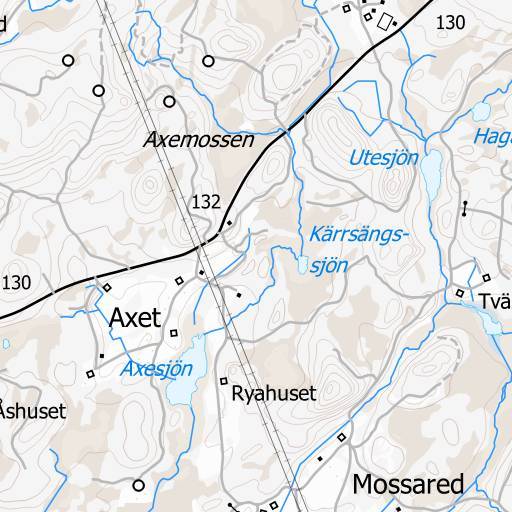 130
Axemossen
Haga
Utesjön
132
Kärrsängs-
sjön
130
Tvä
Axet
Axesjön
Ryahuset
Åshuset
Mossared